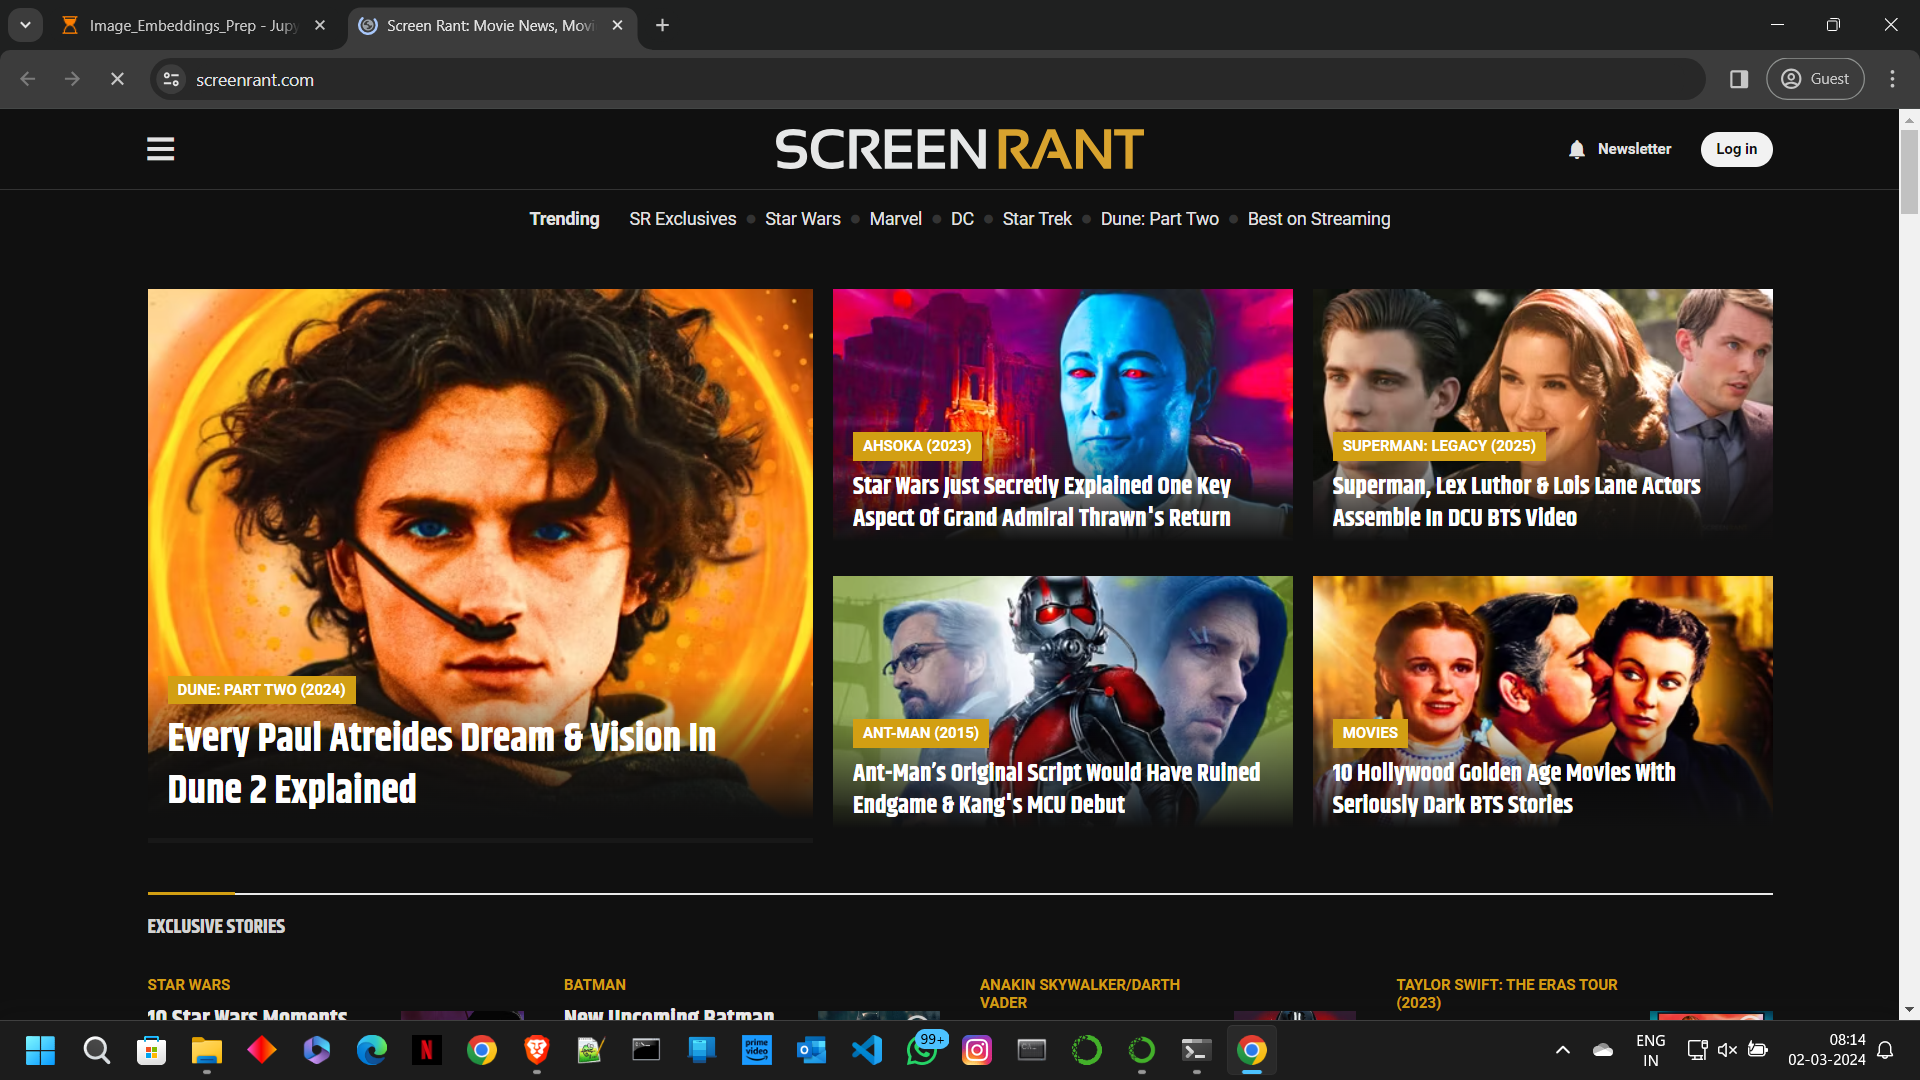 Image_Embeddings_Prep - Jupy
Screen Rant: Movie News, Movi
screenrant.com
Guest
SCREENRANT
Newsletter
Log in
Trending SR Exclusives Star Wars Marvel DC Star Trek Dune: Part Two Best on Streaming
DUNE: PART TWO (2024)
Every Paul Atreides Dream & Vision In
Dune 2 Explained
AHSOKA (2023)
Star Wars Just Secretly Explained One Key
Aspect Of Grand Admiral Thrawn's Return
SUPERMAN: LEGACY (2025)
Superman, Lex Luthor & Lois Lane Actors
Assemble In DCU BTS Video
ANT-MAN (2015)
Ant-Man’s Original Script Would Have Ruined
Endgame & Kang's MCU Debut
MOVIES
10 Hollywood Golden Age Movies With
Seriously Dark BTS Stories
EXCLUSIVE STORIES
STAR WARS
10 Star Wars Moments
BATMAN
New Upcoming Batman
ANAKIN SKYWALKER/DARTH
VADER
TAYLOR SWIFT: THE ERAS TOUR
(2023)
N
prime
video
99+
ENG
IN
08:14
02-03-2024